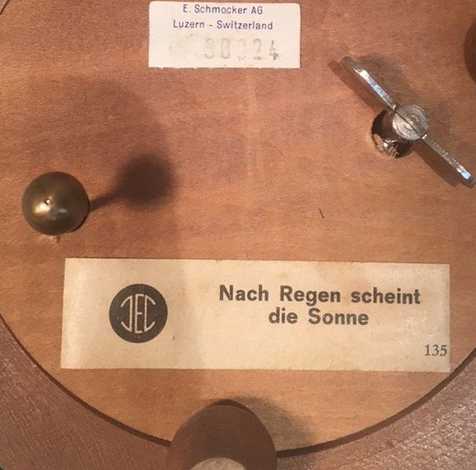 E. Schmocker AG
Luzern - Switzerland
JEC
Nach Regen scheint
die Sonne
135